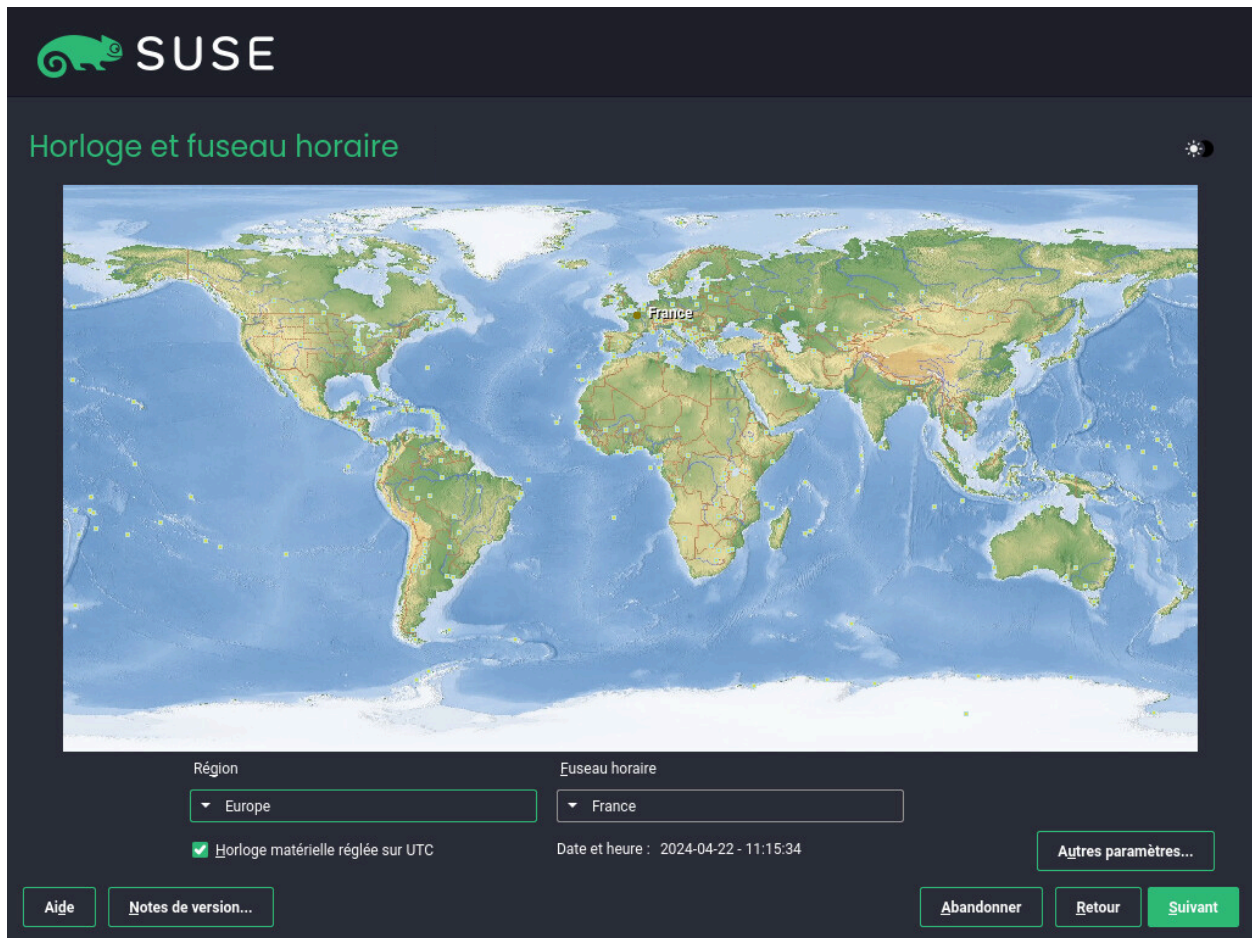 SUSE
Horloge et fuseau horaire
France
Région
Fuseau horaire
Europe
France
Horloge matérielle réglée sur UTC
Date et heure : 2024-04-22 - 11:15:34
Autres paramètres...
Aide
Notes de version...
Abandonner
Retour
Suivant